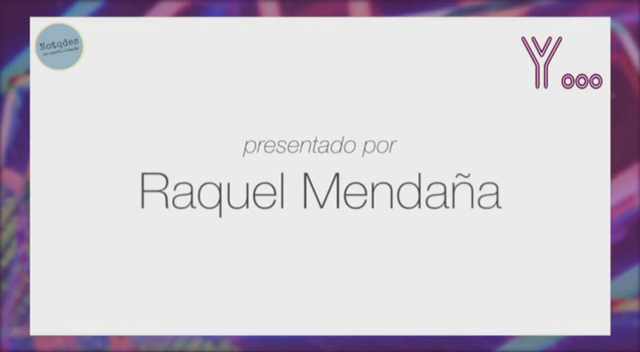 Notqdes
Y...
presentado por
Raquel Mendaña